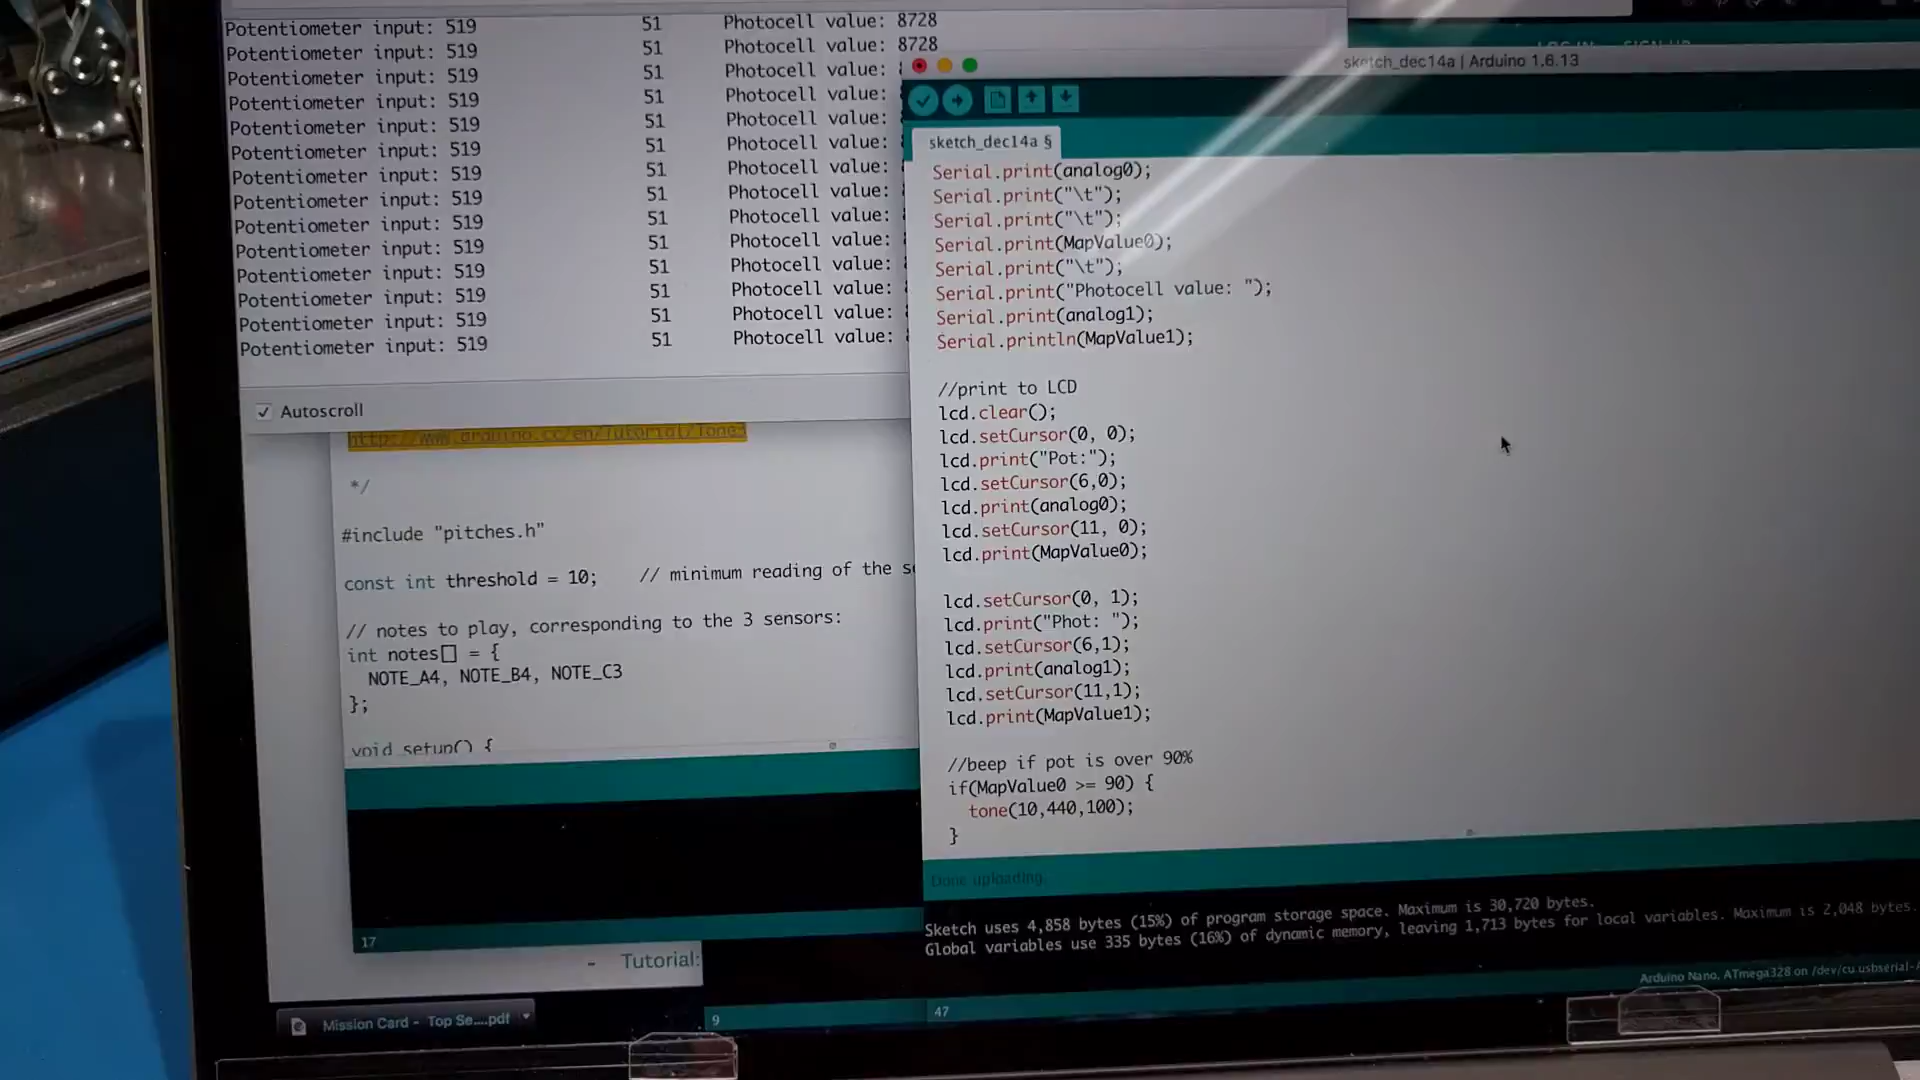 Potentiometer input: 519 51 Photocell value: 8728
Potentiometer input: 519 51 Photocell value: 8728
Potentiometer input: 519 51 Photocell value:
Potentiometer input: 519 51 Photocell value:
Potentiometer input: 519 51 Photocell value:
Potentiometer input: 519 51 Photocell value:
Potentiometer input: 519 51 Photocell value:
Potentiometer input: 519 51 Photocell value:
Potentiometer input: 519 51 Photocell value:
Potentiometer input: 519 51 Photocell value:
Potentiometer input: 519 51 Photocell value:
Potentiometer input: 519 51 Photocell value:
Potentiometer input: 519 51 Photocell value:
Potentiometer input: 519 51 Photocell value:
Autoscroll
http://www.arduino.cc/en/Tutorial/Tone3
*/
#include "pitches.h"
const int threshold = 10; // minimum reading of the
// notes to play, corresponding to the 3 sensors:
int notes[] = {
NOTE_A4, NOTE_B4, NOTE_C3
};
void setup() {
17
- Tutorial:
Mission Card - Top Se....pdf
9
sketch_dec14a | Arduino 1.6.13
sketch_dec14a §
Serial.print(analog0);
Serial.print("\t");
Serial.print("\t");
Serial.print(MapValue0);
Serial.print("\t");
Serial.print("Photocell value: ");
Serial.print(analog1);
Serial.println(MapValue1);
//print to LCD
lcd.clear();
lcd.setCursor(0, 0);
lcd.print("Pot:");
lcd.setCursor(6,0);
lcd.print(analog0);
lcd.setCursor(11, 0);
lcd.print(MapValue0);
lcd.setCursor(0, 1);
lcd.print("Phot: ");
lcd.setCursor(6,1);
lcd.print(analog1);
lcd.setCursor(11,1);
lcd.print(MapValue1);
//beep if pot is over 90%
if(MapValue0 >= 90) {
tone(10,440,100);
}
Done uploading.
Sketch uses 4,858 bytes (15%) of program storage space. Maximum is 30,720 bytes.
Global variables use 335 bytes (16%) of dynamic memory, leaving 1,713 bytes for local variables. Maximum is 2,048 bytes.
Arduino Nano, ATmega328 on /dev/cu.usbserial-A
47